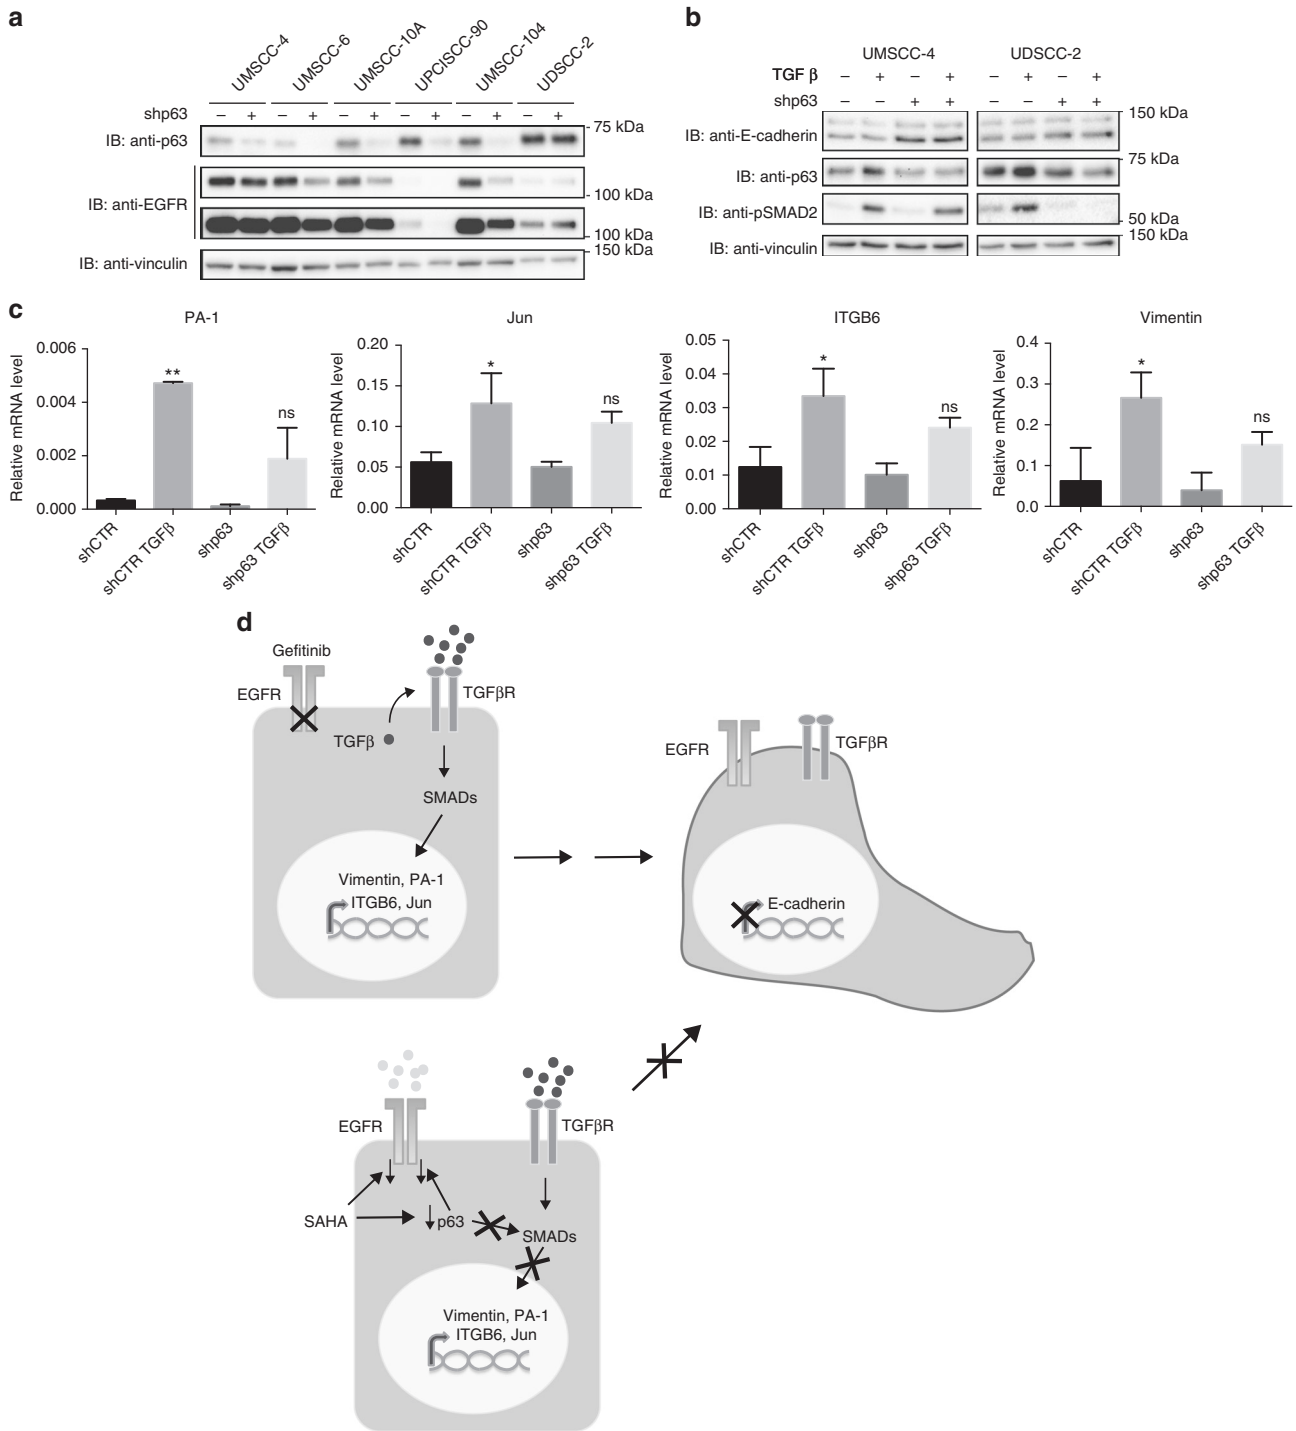 a
UMSCC-4 UMSCC-6 UMSCC-10A UPCISCC-90 UMSCC-104 UDSCC-2
shp63 – + – + – + – + – + – +
IB: anti-p63 - 75 kDa
IB: anti-EGFR
- 100 kDa
- 100 kDa
IB: anti-vinculin - 150 kDa
b
UMSCC-4 UDSCC-2
TGF β – + – + – + – +
shp63 – – + + – – + +
IB: anti-E-cadherin - 150 kDa
IB: anti-p63 - 75 kDa
IB: anti-pSMAD2 - 50 kDa
IB: anti-vinculin - 150 kDa
c
PA-1
Relative mRNA level
0.006
0.004
0.002
0.000
**
ns
shCTR
shCTR TGFβ
shp63
shp63 TGFβ
Jun
Relative mRNA level
0.20
0.15
0.10
0.05
0.00
*
ns
shCTR
shCTR TGFβ
shp63
shp63 TGFβ
ITGB6
Relative mRNA level
0.05
0.04
0.03
0.02
0.01
0.00
*
ns
shCTR
shCTR TGFβ
shp63
shp63 TGFβ
Vimentin
Relative mRNA level
0.4
0.3
0.2
0.1
0.0
*
ns
shCTR
shCTR TGFβ
shp63
shp63 TGFβ
d
Gefitinib
EGFR
TGFβR
TGFβ
SMADs
Vimentin, PA-1
ITGB6, Jun
EGFR
TGFβR
E-cadherin
EGFR
TGFβR
SAHA
p63
SMADs
Vimentin, PA-1
ITGB6, Jun